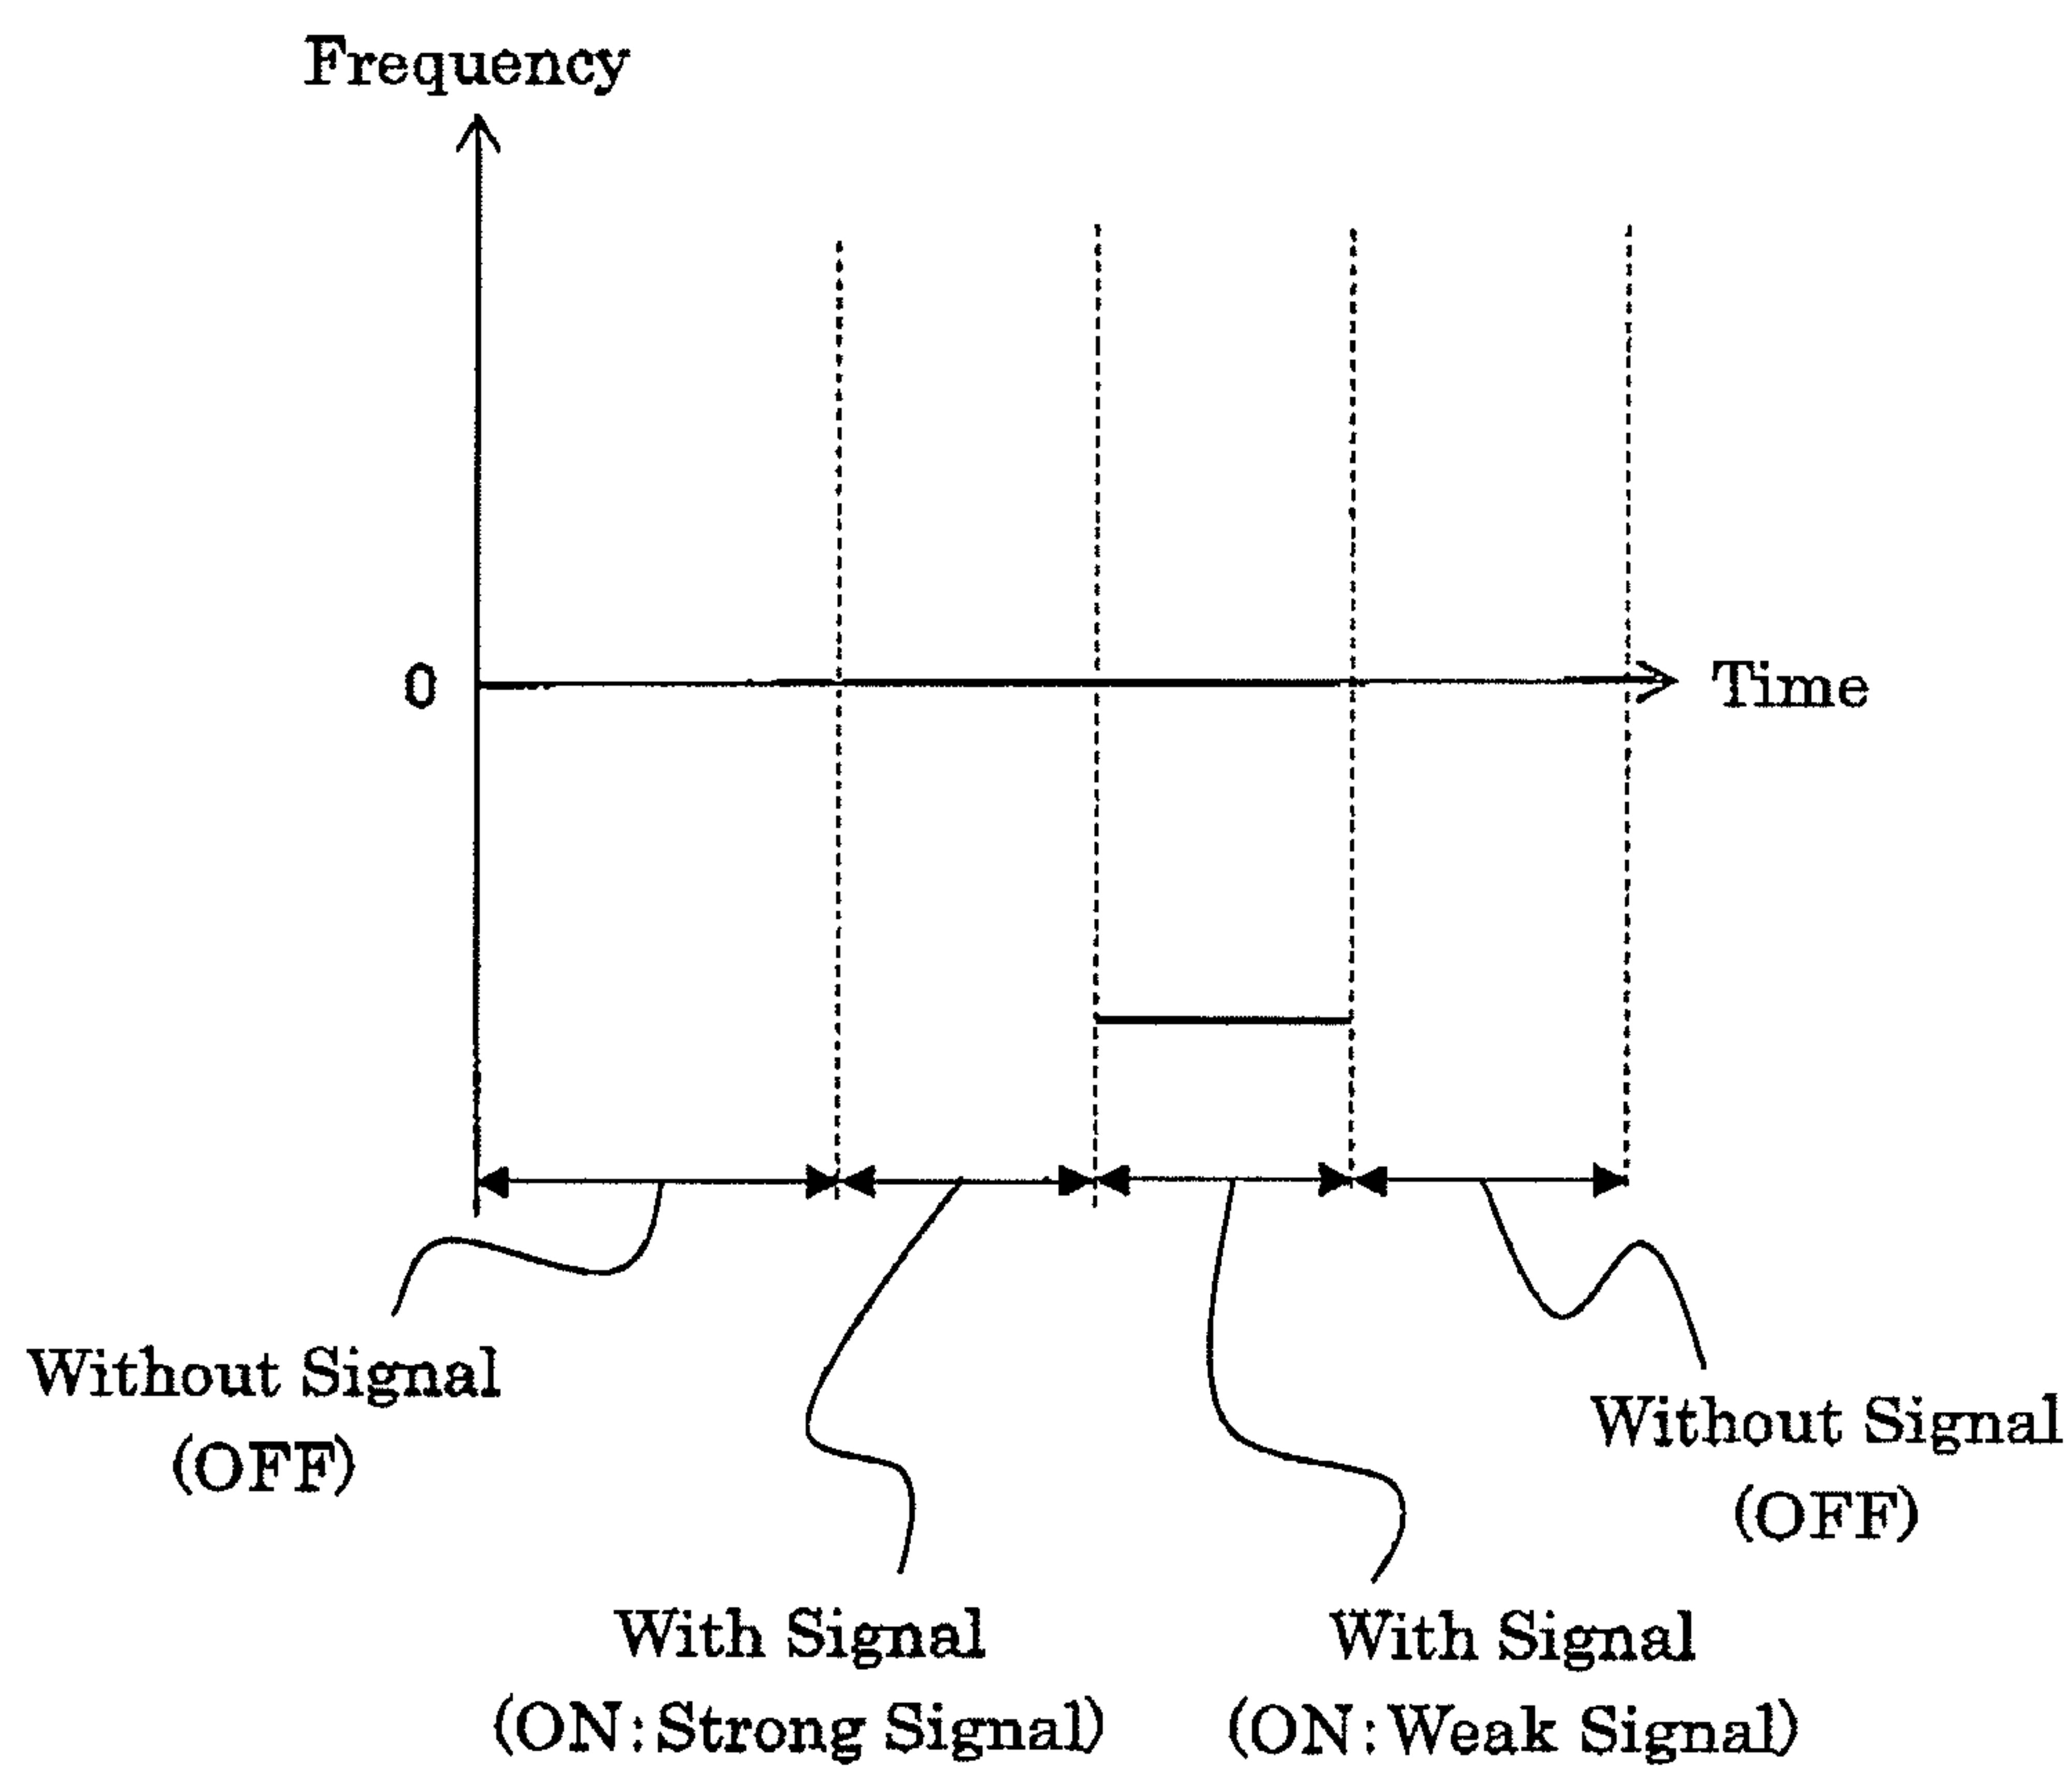 Frequency
0
Time
Without Signal
(OFF)
Without Signal
(OFF)
With Signal
(ON:Strong Signal)
With Signal
(ON:Weak Signal)